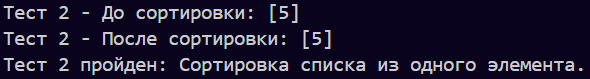 Тест 2 - До сортировки: [5]
Тест 2 - После сортировки: [5]
Тест 2 пройден: Сортировка списка из одного элемента.